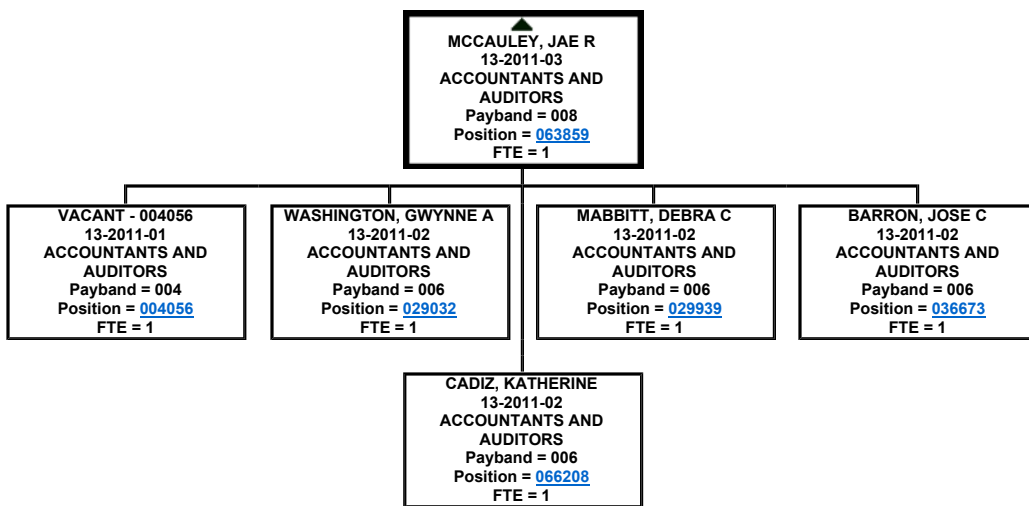 MCCAULEY, JAE R
13-2011-03
ACCOUNTANTS AND
AUDITORS
Payband = 008
Position = 063859
FTE = 1
VACANT - 004056
13-2011-01
ACCOUNTANTS AND
AUDITORS
Payband = 004
Position = 004056
FTE = 1
WASHINGTON, GWYNNE A
13-2011-02
ACCOUNTANTS AND
AUDITORS
Payband = 006
Position = 029032
FTE = 1
MABBITT, DEBRA C
13-2011-02
ACCOUNTANTS AND
AUDITORS
Payband = 006
Position = 029939
FTE = 1
BARRON, JOSE C
13-2011-02
ACCOUNTANTS AND
AUDITORS
Payband = 006
Position = 036673
FTE = 1
CADIZ, KATHERINE
13-2011-02
ACCOUNTANTS AND
AUDITORS
Payband = 006
Position = 066208
FTE = 1